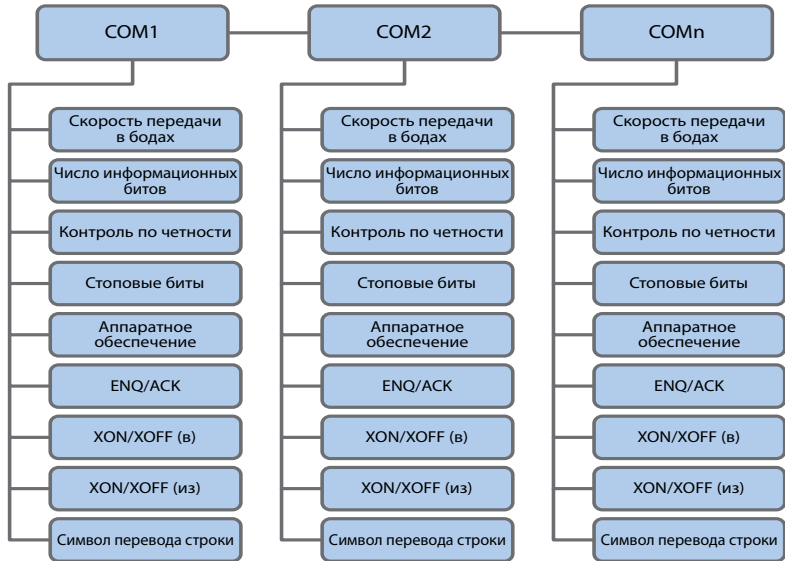 COM1
Скорость передачи
в бодах
Число информационных
битов
Контроль по четности
Стоповые биты
Аппаратное
обеспечение
ENQ/ACK
XON/XOFF (в)
XON/XOFF (из)
Символ перевода строки
COM2
Скорость передачи
в бодах
Число информационных
битов
Контроль по четности
Стоповые биты
Аппаратное
обеспечение
ENQ/ACK
XON/XOFF (в)
XON/XOFF (из)
Символ перевода строки
COMn
Скорость передачи
в бодах
Число информационных
битов
Контроль по четности
Стоповые биты
Аппаратное
обеспечение
ENQ/ACK
XON/XOFF (в)
XON/XOFF (из)
Символ перевода строки